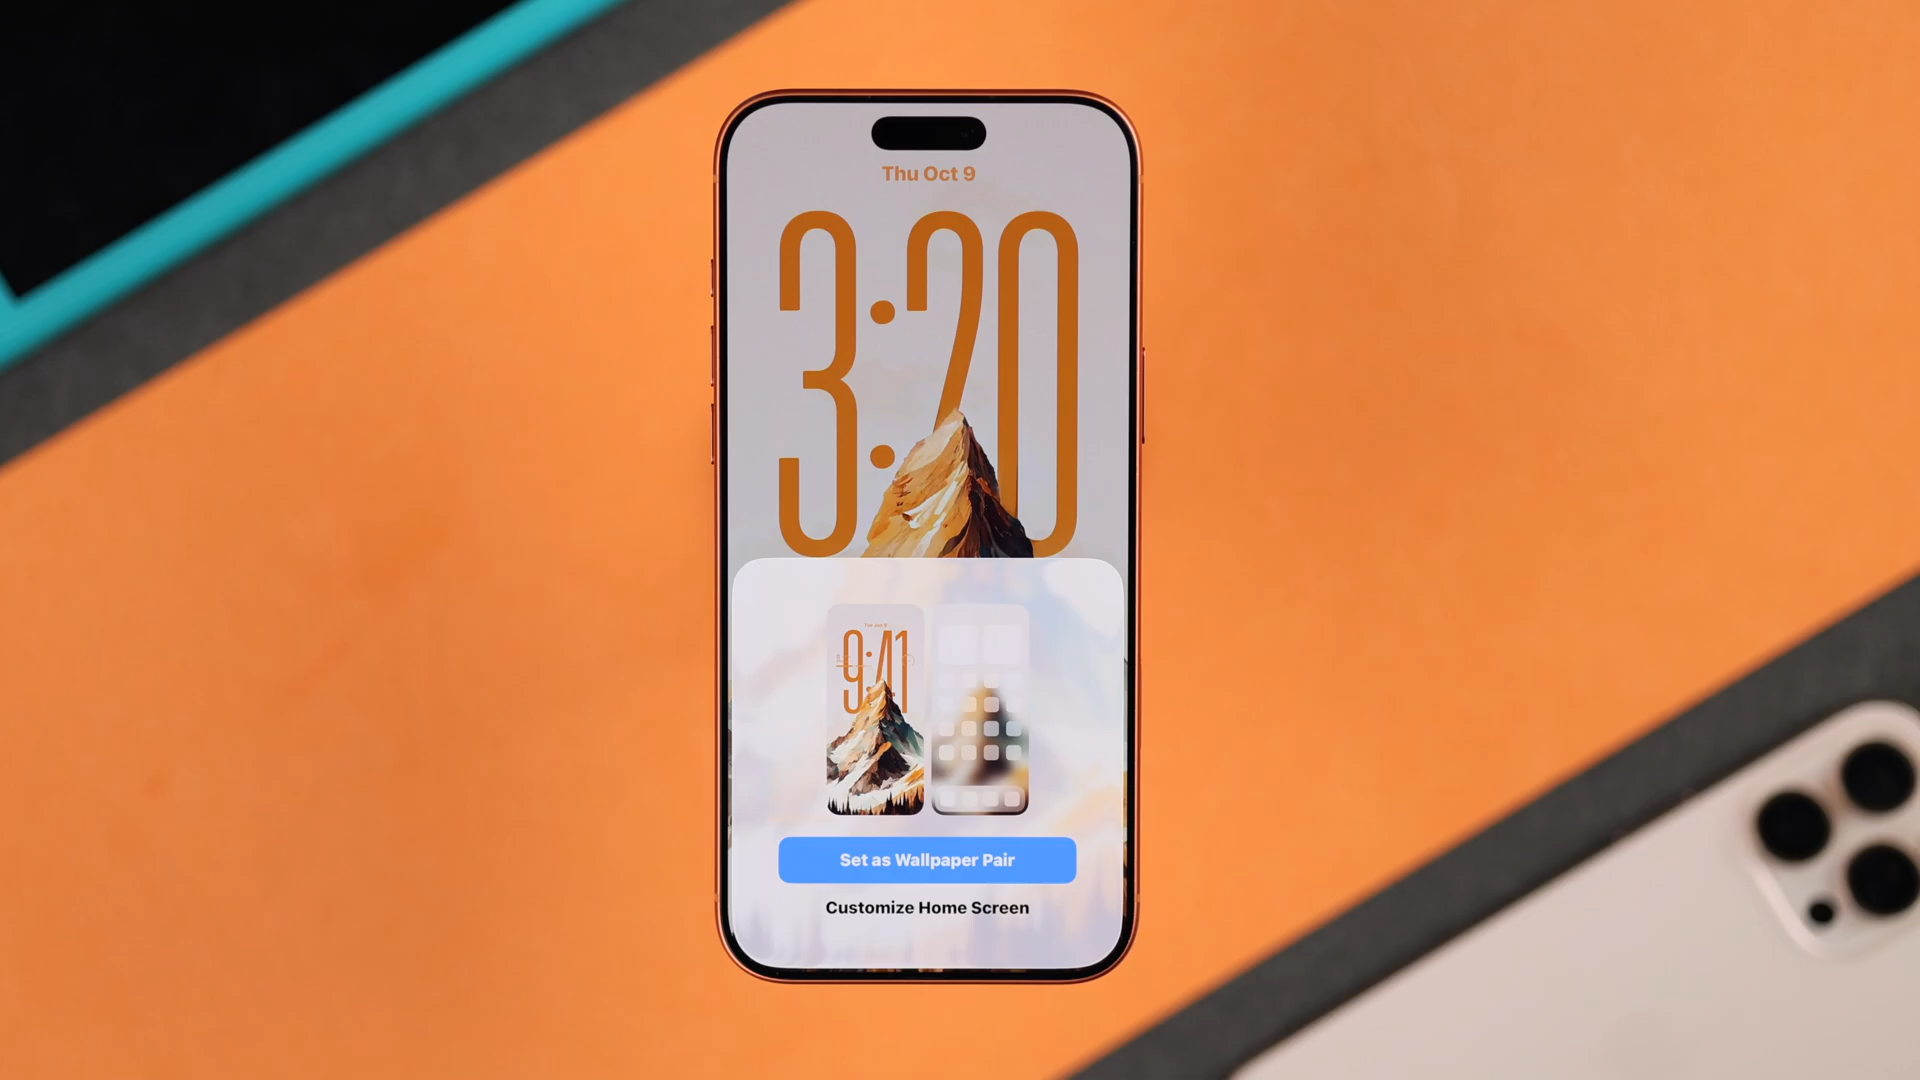 Thu Oct 9
3:20
9:41
Set as Wallpaper Pair
Customize Home Screen